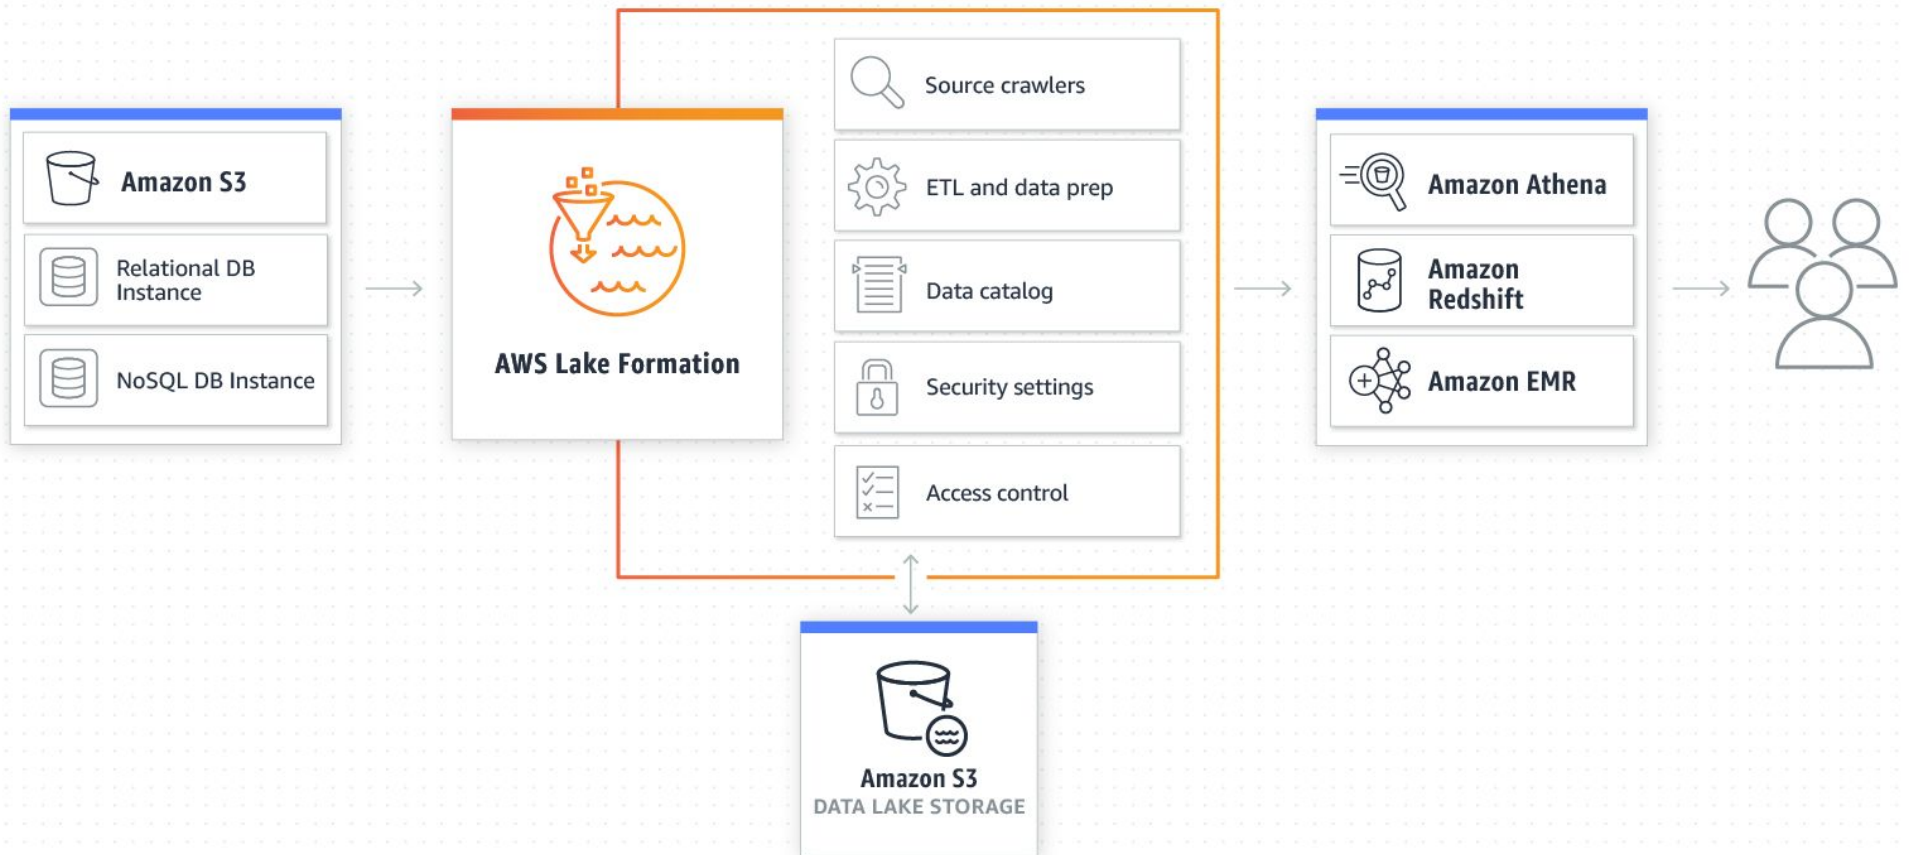 Amazon S3
Relational DB
Instance
NoSQL DB Instance
AWS Lake Formation
Source crawlers
ETL and data prep
Data catalog
Security settings
Access control
Amazon S3
DATA LAKE STORAGE
Amazon Athena
Amazon
Redshift
Amazon EMR